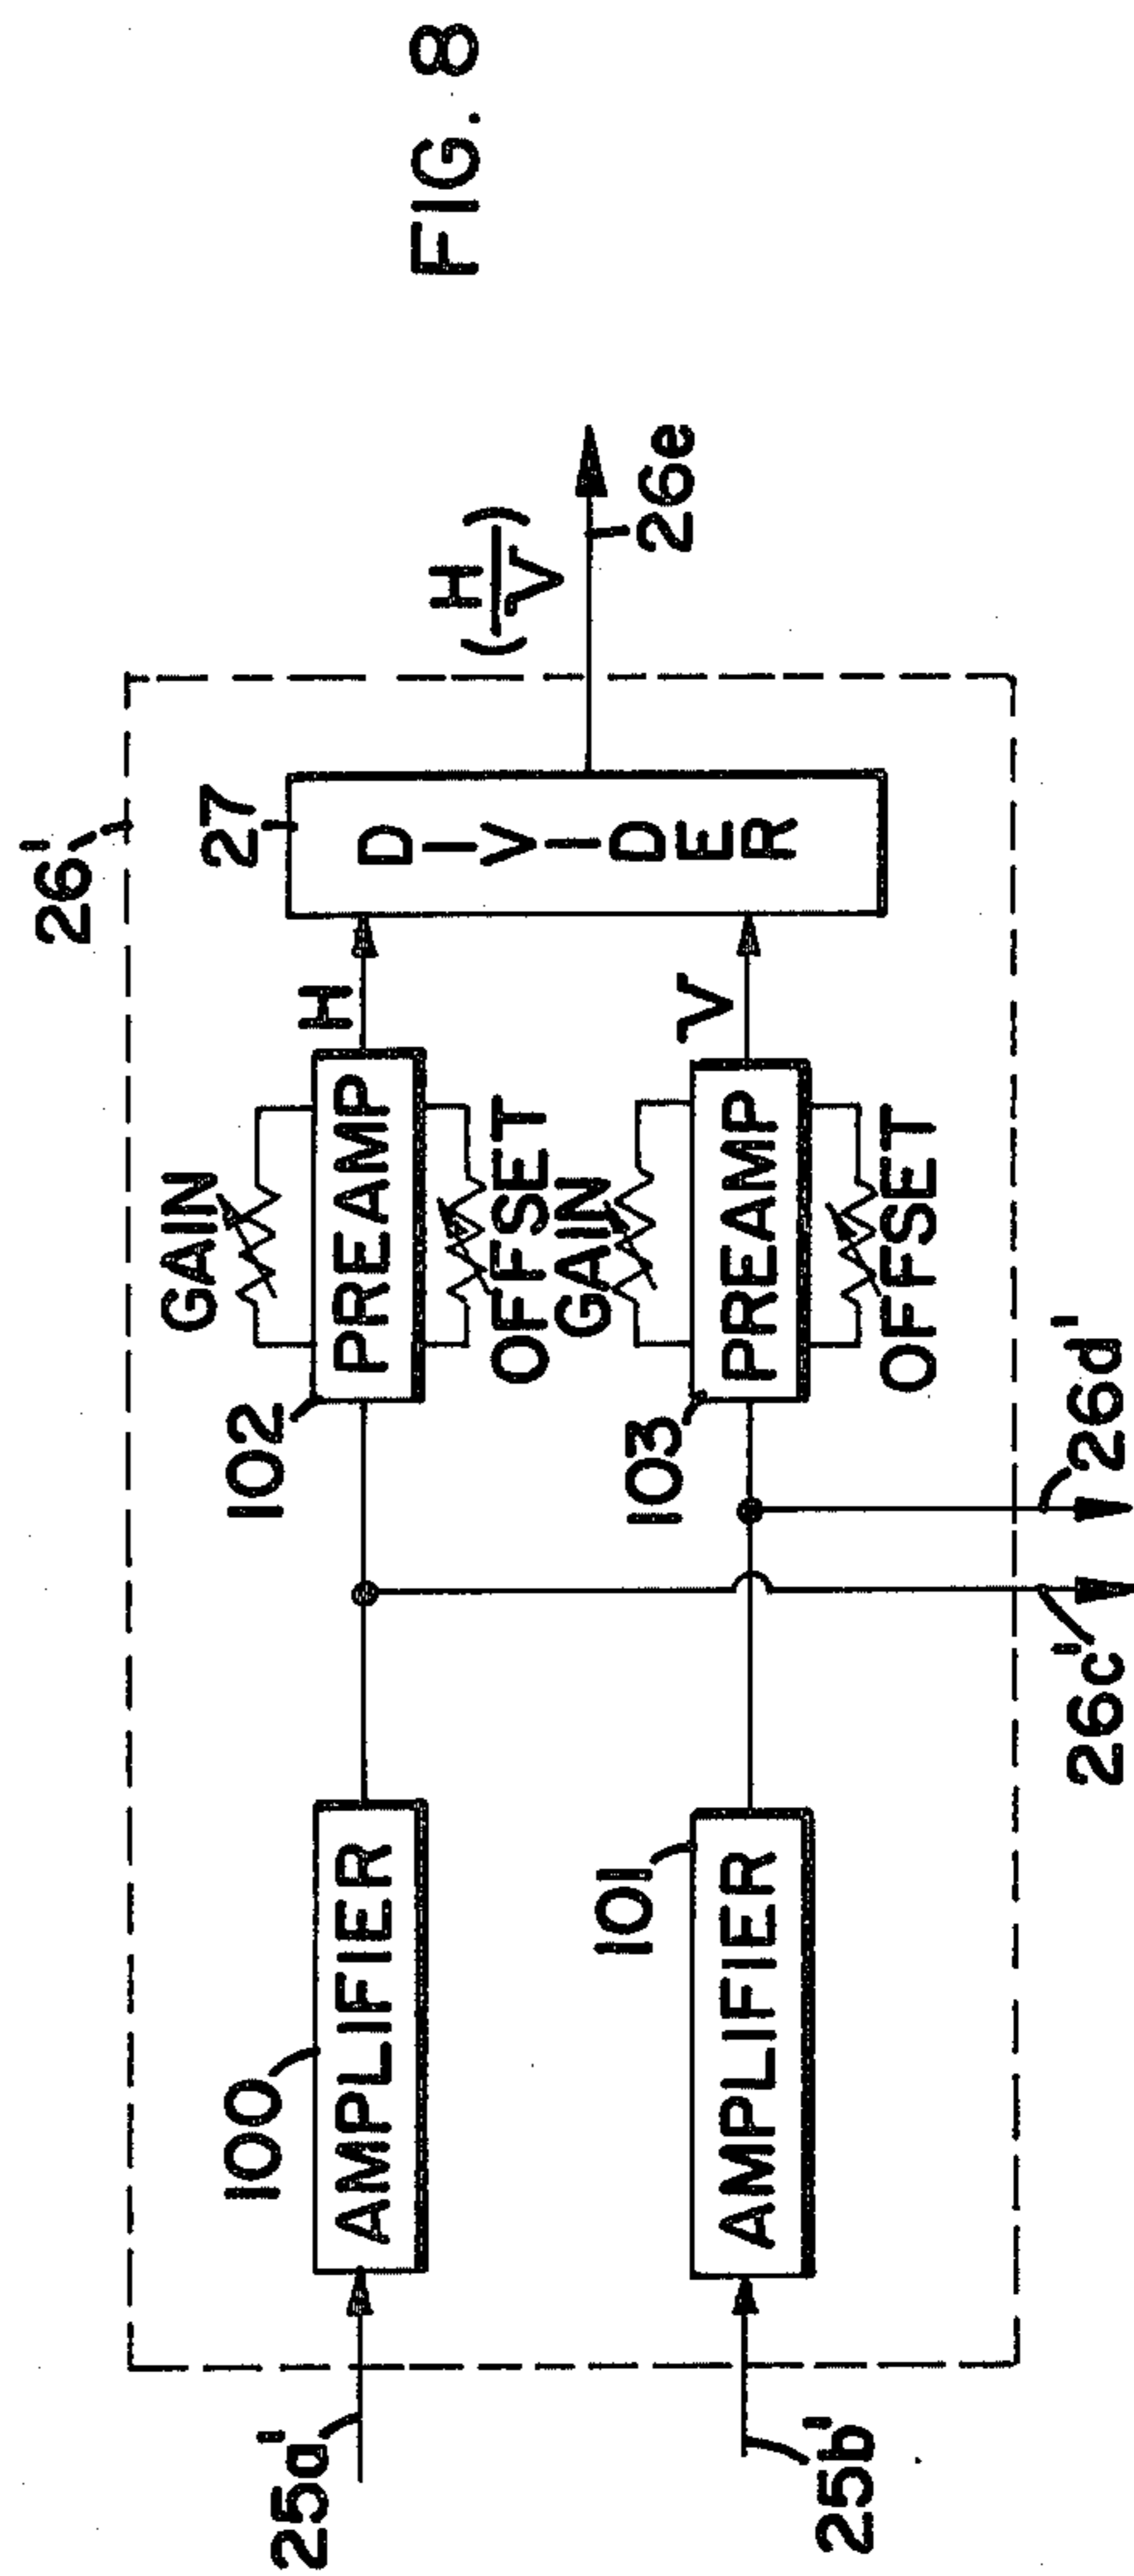 FIG. 8
26'
27
(H/V)
26e
GAIN
H
102
PREAMP
OFFSET
DIVIDER
100
AMPLIFIER
25a'
GAIN
V
103
PREAMP
OFFSET
101
AMPLIFIER
25b'
26c'
26d'